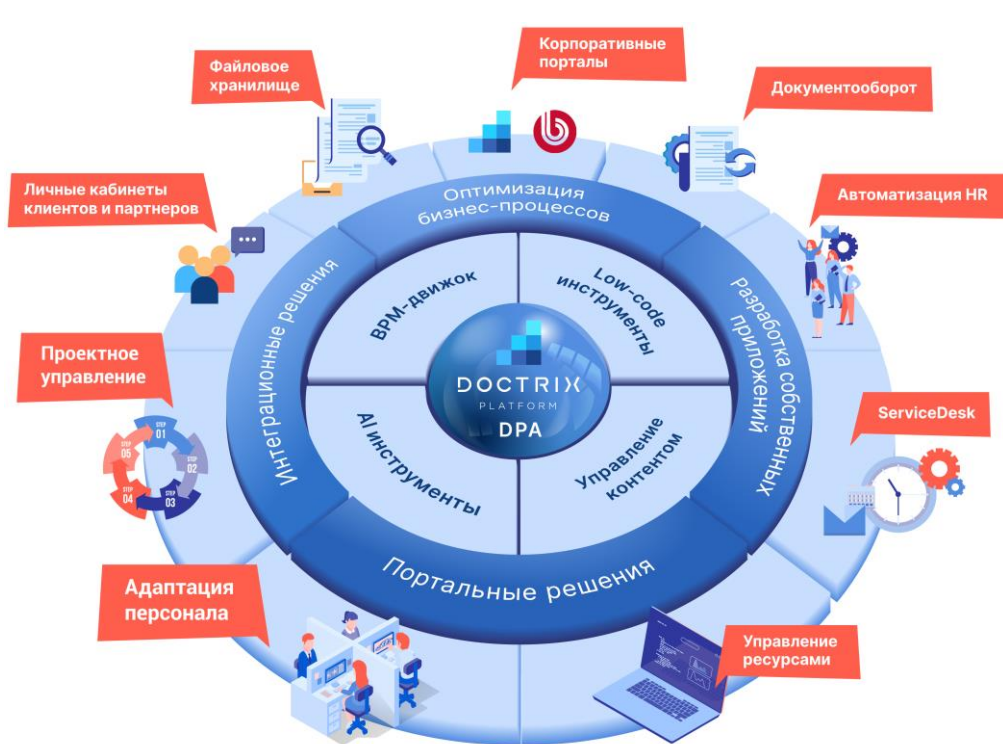 Корпоративные
порталы
Файловое
хранилище
Документооборот
Личные кабинеты
клиентов и партнеров
Автоматизация HR
Оптимизация
бизнес-процессов
Интеграционные решения
BPM-движок
Low-code
инструменты
разработка собственных
приложений
DOCTRIX
PLATFORM
DPA
Проектное
управление
ServiceDesk
AI инструменты
Управление
контентом
STEP
01
STEP
02
STEP
03
STEP
04
STEP
05
Портальные решения
Адаптация
персонала
Управление
ресурсами